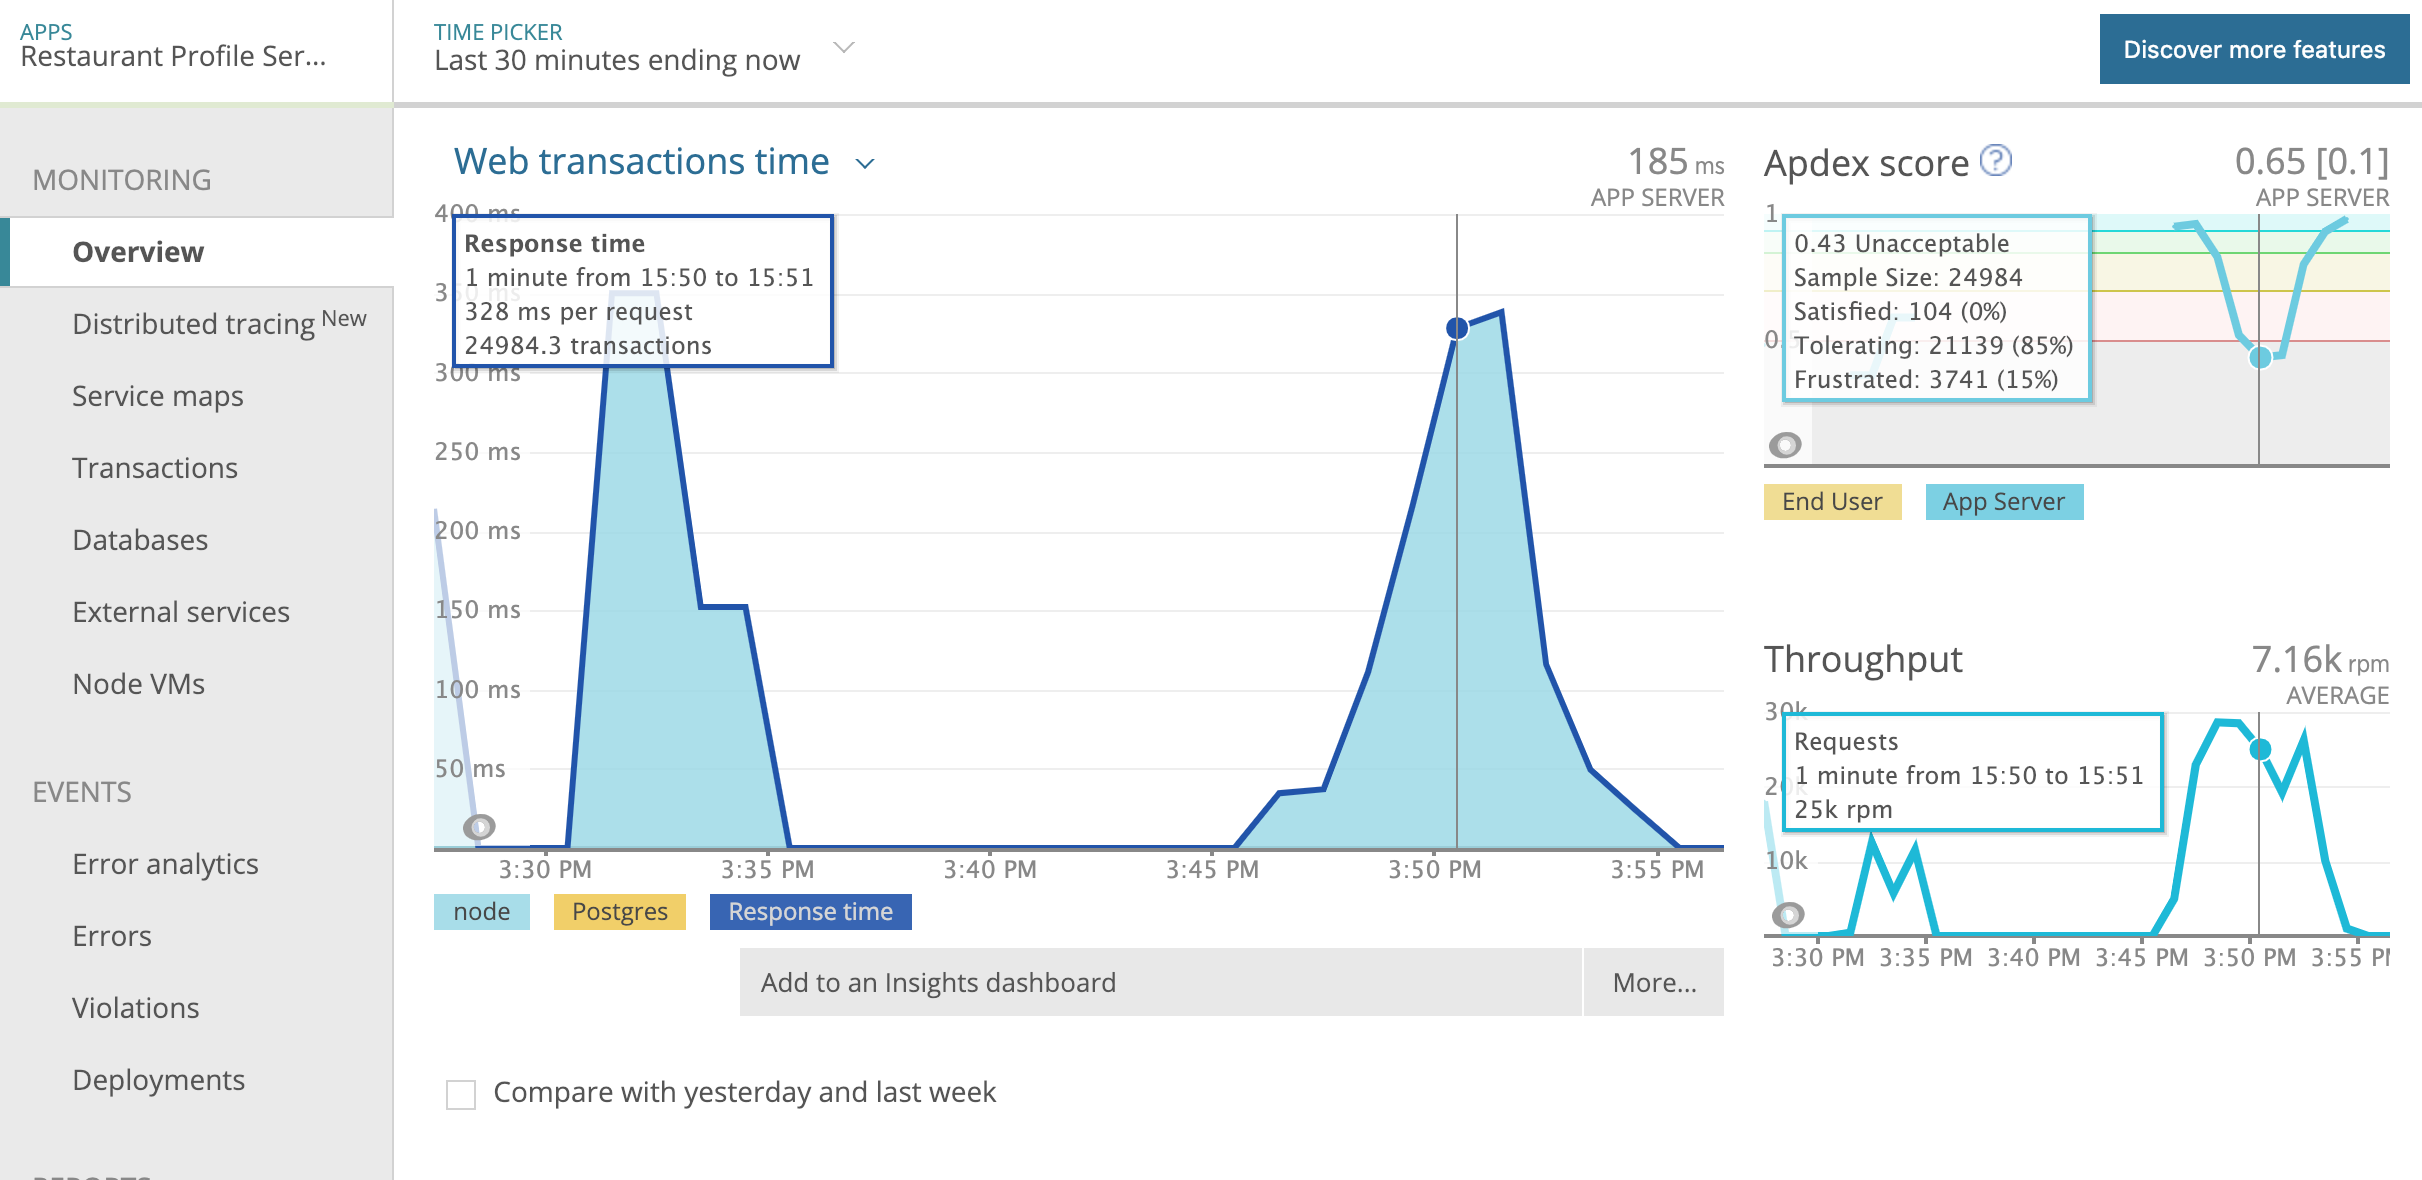 APPS
Restaurant Profile Ser...
TIME PICKER
Last 30 minutes ending now
Discover more features
MONITORING
Overview
Distributed tracing New
Service maps
Transactions
Databases
External services
Node VMs
EVENTS
Error analytics
Errors
Violations
Deployments
Web transactions time
185 ms
APP SERVER
400 ms
Response time
1 minute from 15:50 to 15:51
328 ms per request
24984.3 transactions
350 ms
300 ms
250 ms
200 ms
150 ms
100 ms
50 ms
3:30 PM 3:35 PM 3:40 PM 3:45 PM 3:50 PM 3:55 PM
node Postgres Response time
Add to an Insights dashboard More...
Compare with yesterday and last week
Apdex score ?
0.65 [0.1]
APP SERVER
1
0.43 Unacceptable
Sample Size: 24984
Satisfied: 104 (0%)
Tolerating: 21139 (85%)
Frustrated: 3741 (15%)
0.5
End User App Server
Throughput
7.16k rpm
AVERAGE
30k
Requests
1 minute from 15:50 to 15:51
25k rpm
20k
10k
3:30 PM 3:35 PM 3:40 PM 3:45 PM 3:50 PM 3:55 PM